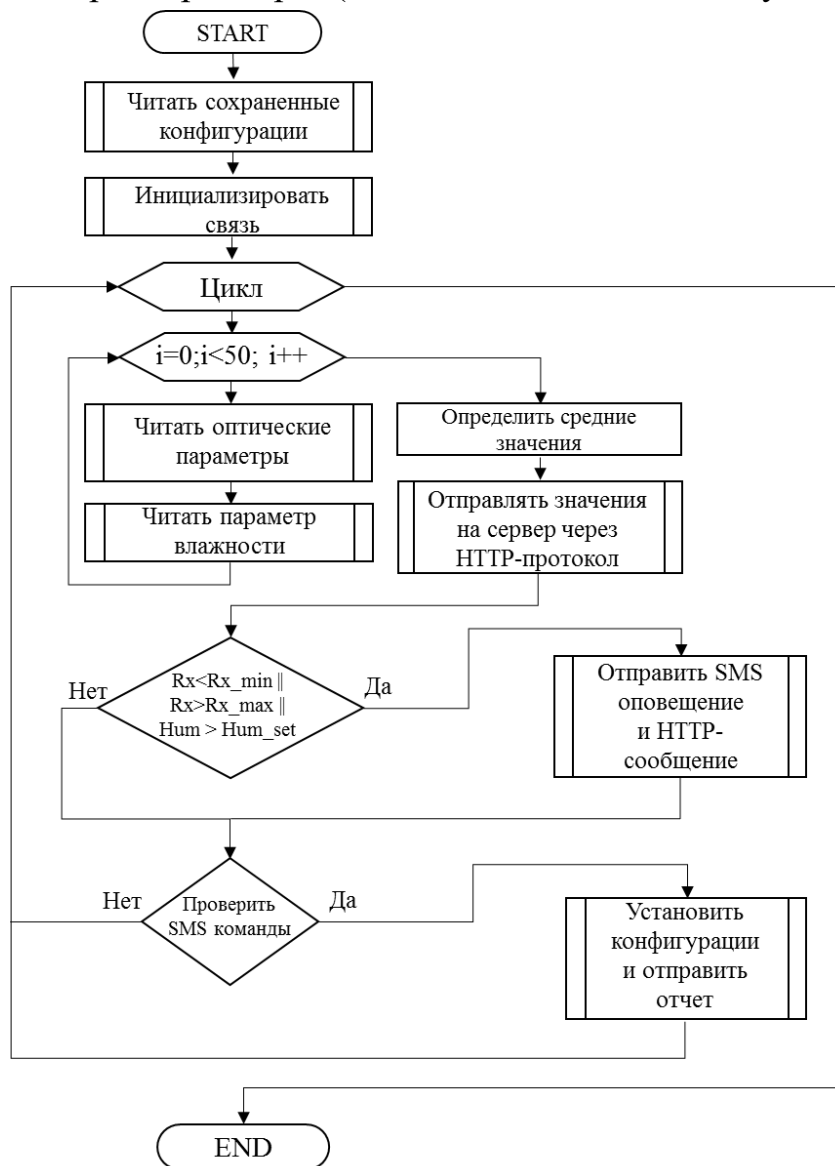 START
Читать сохраненные
конфигурации
Инициализировать
связь
Цикл
i=0;i<50; i++
Читать оптические
параметры
Читать параметр
влажности
Определить средние
значения
Отправлять значения
на сервер через
HTTP-протокол
Нет
Rx<Rx_min ||
Rx>Rx_max ||
Hum > Hum_set
Да
Отправить SMS
оповещение
и HTTP-
сообщение
Нет
Проверить
SMS команды
Да
Установить
конфигурации
и отправить
отчет
END